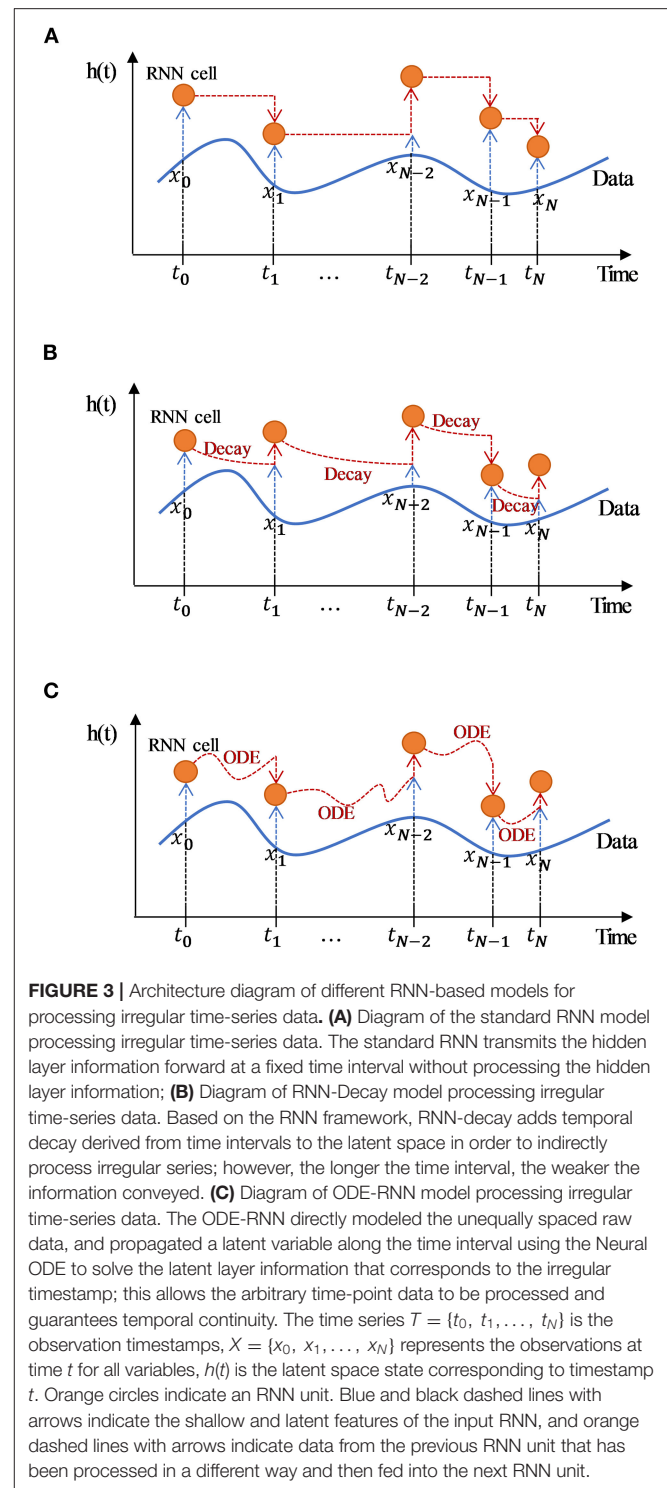 A
h(t)
RNN cell
x0 x1 xN−2 xN−1 xN
Data
t0 t1 … tN−2 tN−1 tN Time
B
h(t)
RNN cell
Decay Decay Decay Decay
x0 x1 xN−2 xN−1 xN
Data
t0 t1 … tN−2 tN−1 tN Time
C
h(t)
RNN cell
ODE ODE ODE ODE
x0 x1 xN−2 xN−1 xN
Data
t0 t1 … tN−2 tN−1 tN
Time
FIGURE 3 | Architecture diagram of different RNN-based models for
processing irregular time-series data. (A) Diagram of the standard RNN model
processing irregular time-series data. The standard RNN transmits the hidden
layer information forward at a fixed time interval without processing the hidden
layer information; (B) Diagram of RNN-Decay model processing irregular
time-series data. Based on the RNN framework, RNN-decay adds temporal
decay derived from time intervals to the latent space in order to indirectly
process irregular series; however, the longer the time interval, the weaker the
information conveyed. (C) Diagram of ODE-RNN model processing irregular
time-series data. The ODE-RNN directly modeled the unequally spaced raw
data, and propagated a latent variable along the time interval using the Neural
ODE to solve the latent layer information that corresponds to the irregular
timestamp; this allows the arbitrary time-point data to be processed and
guarantees temporal continuity. The time series T = {t0, t1, . . . , tN} is the
observation timestamps, X = {x0, x1, . . . , xN} represents the observations at
time t for all variables, h(t) is the latent space state corresponding to timestamp
t. Orange circles indicate an RNN unit. Blue and black dashed lines with
arrows indicate the shallow and latent features of the input RNN, and orange
dashed lines with arrows indicate data from the previous RNN unit that has
been processed in a different way and then fed into the next RNN unit.